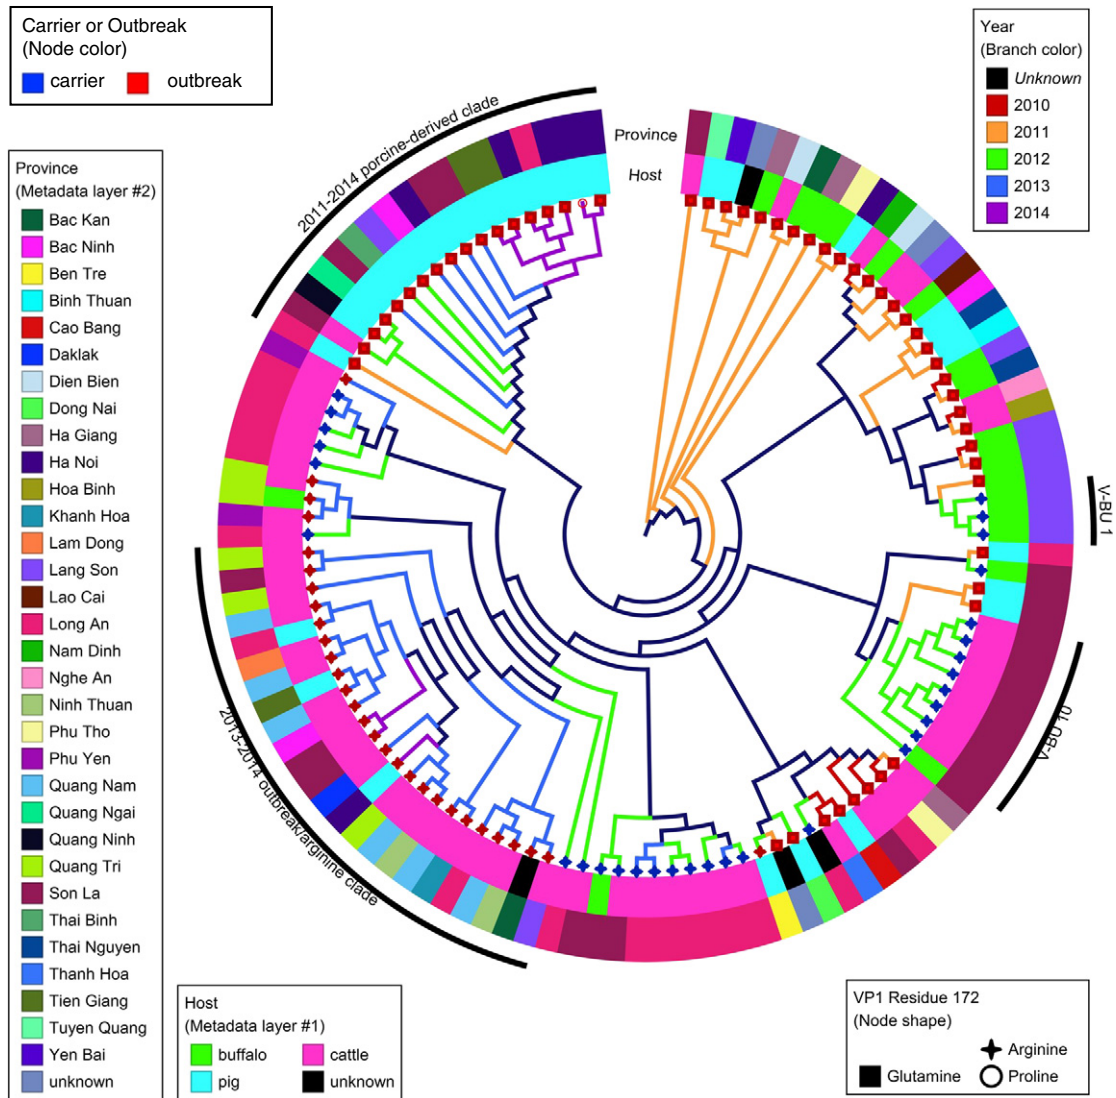 Carrier or Outbreak
(Node color)
carrier
outbreak
Year
(Branch color)
Unknown
2010
2011
2012
2013
2014
2011-2014 porcine-derived clade
Province
Host
Province
(Metadata layer #2)
Bac Kan
Bac Ninh
Ben Tre
Binh Thuan
Cao Bang
Daklak
Dien Bien
Dong Nai
Ha Giang
Ha Noi
Hoa Binh
Khanh Hoa
Lam Dong
Lang Son
Lao Cai
Long An
Nam Dinh
Nghe An
Ninh Thuan
Phu Tho
Phu Yen
Quang Nam
Quang Ngai
Quang Ninh
Quang Tri
Son La
Thai Binh
Thai Nguyen
Thanh Hoa
Tien Giang
Tuyen Quang
Yen Bai
unknown
V-BU 1
V-BU 10
2013-2014 outbreak/arginine clade
Host
(Metadata layer #1)
buffalo
cattle
pig
unknown
VP1 Residue 172
(Node shape)
Arginine
Glutamine
Proline